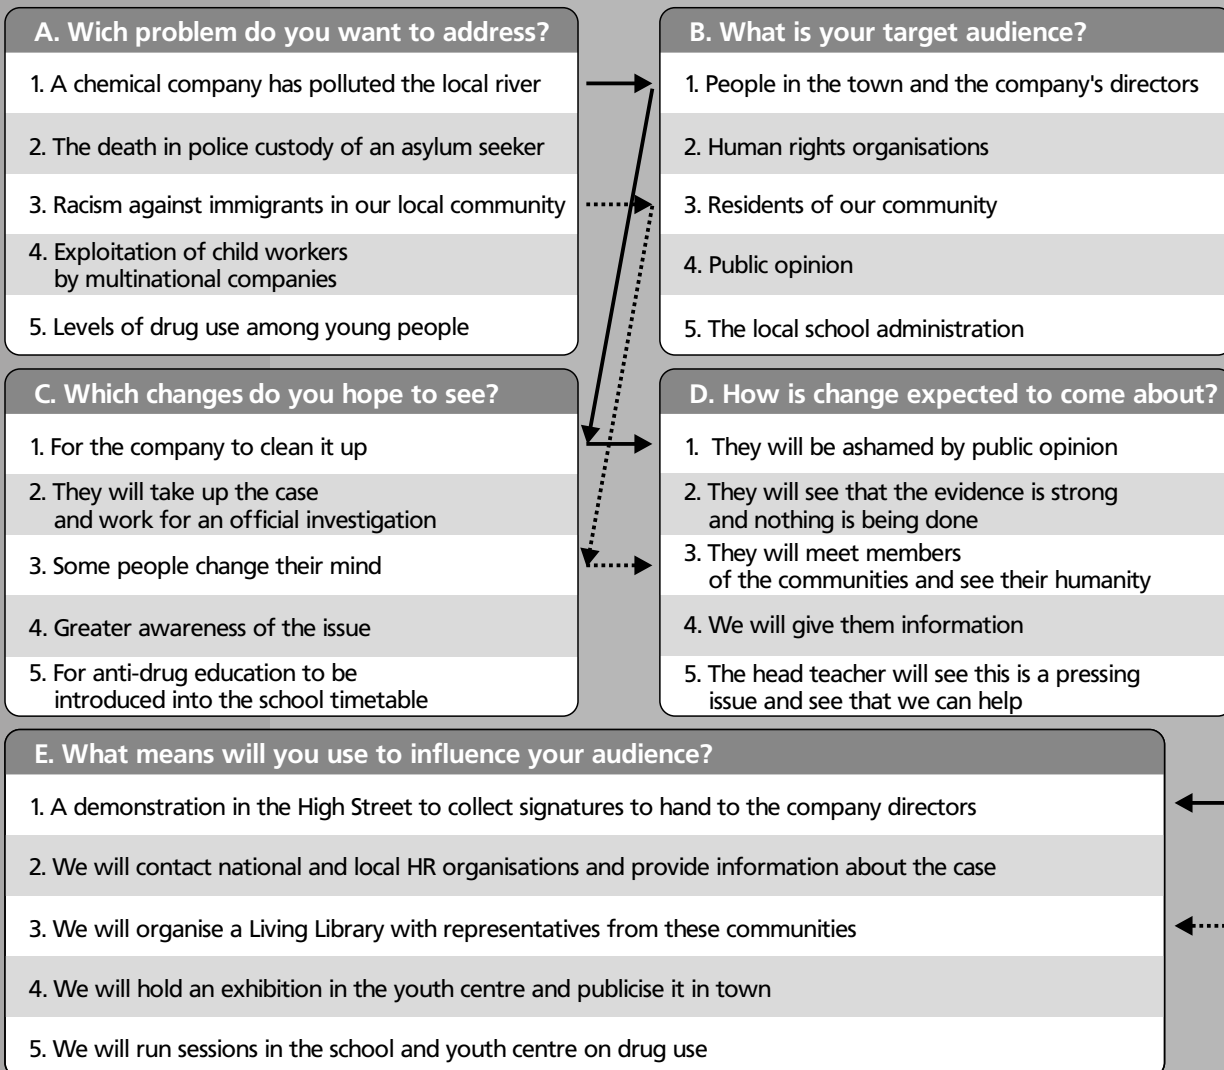 A. Wich problem do you want to address?
1. A chemical company has polluted the local river
2. The death in police custody of an asylum seeker
3. Racism against immigrants in our local community
4. Exploitation of child workers
by multinational companies
5. Levels of drug use among young people
B. What is your target audience?
1. People in the town and the company's directors
2. Human rights organisations
3. Residents of our community
4. Public opinion
5. The local school administration
C. Which changes do you hope to see?
1. For the company to clean it up
2. They will take up the case
and work for an official investigation
3. Some people change their mind
4. Greater awareness of the issue
5. For anti-drug education to be
introduced into the school timetable
D. How is change expected to come about?
1. They will be ashamed by public opinion
2. They will see that the evidence is strong
and nothing is being done
3. They will meet members
of the communities and see their humanity
4. We will give them information
5. The head teacher will see this is a pressing
issue and see that we can help
E. What means will you use to influence your audience?
1. A demonstration in the High Street to collect signatures to hand to the company directors
2. We will contact national and local HR organisations and provide information about the case
3. We will organise a Living Library with representatives from these communities
4. We will hold an exhibition in the youth centre and publicise it in town
5. We will run sessions in the school and youth centre on drug use